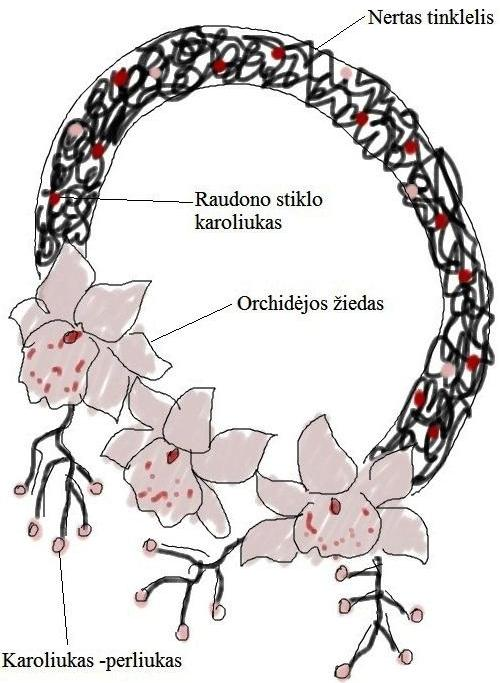 Nertas tinklelis
Raudono stiklo
karoliukas
Orchidėjos žiedas
Karoliukas -perliukas